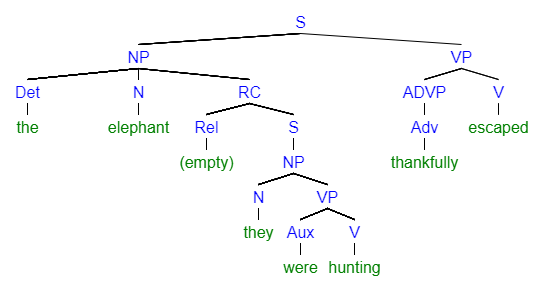 S
NP VP
Det N RC ADVP V
the elephant Rel S Adv escaped
(empty) NP thankfully
N VP
they Aux V
were hunting